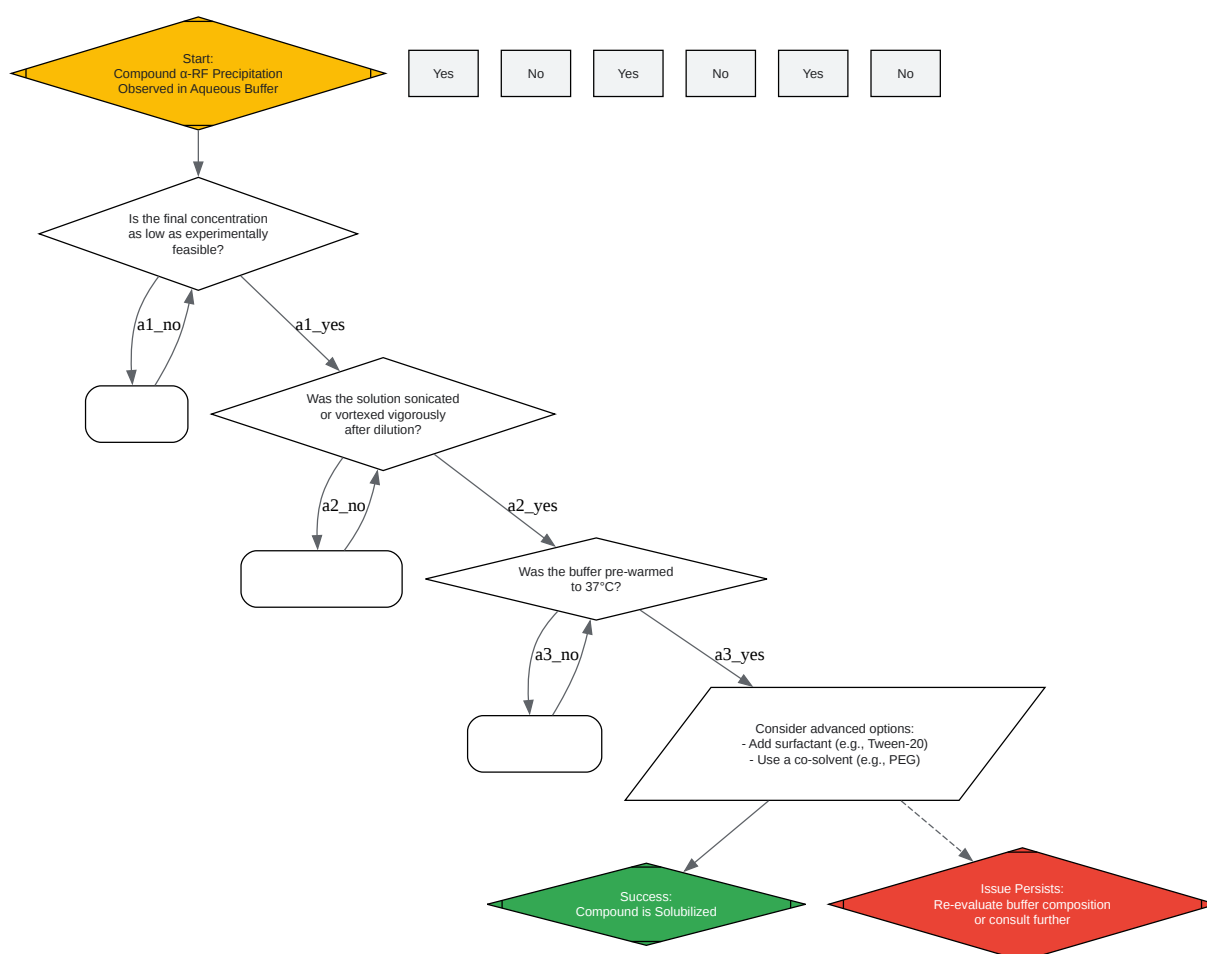 Start:
Compound α-RF Precipitation
Observed in Aqueous Buffer
Yes
No
Yes
No
Yes
No
Is the final concentration
as low as experimentally
feasible?
a1_no
a1_yes
Was the solution sonicated
or vortexed vigorously
after dilution?
a2_no
a2_yes
Was the buffer pre-warmed
to 37°C?
a3_no
a3_yes
Consider advanced options:
- Add surfactant (e.g., Tween-20)
- Use a co-solvent (e.g., PEG)
Success:
Compound is Solubilized
Issue Persists:
Re-evaluate buffer composition
or consult further